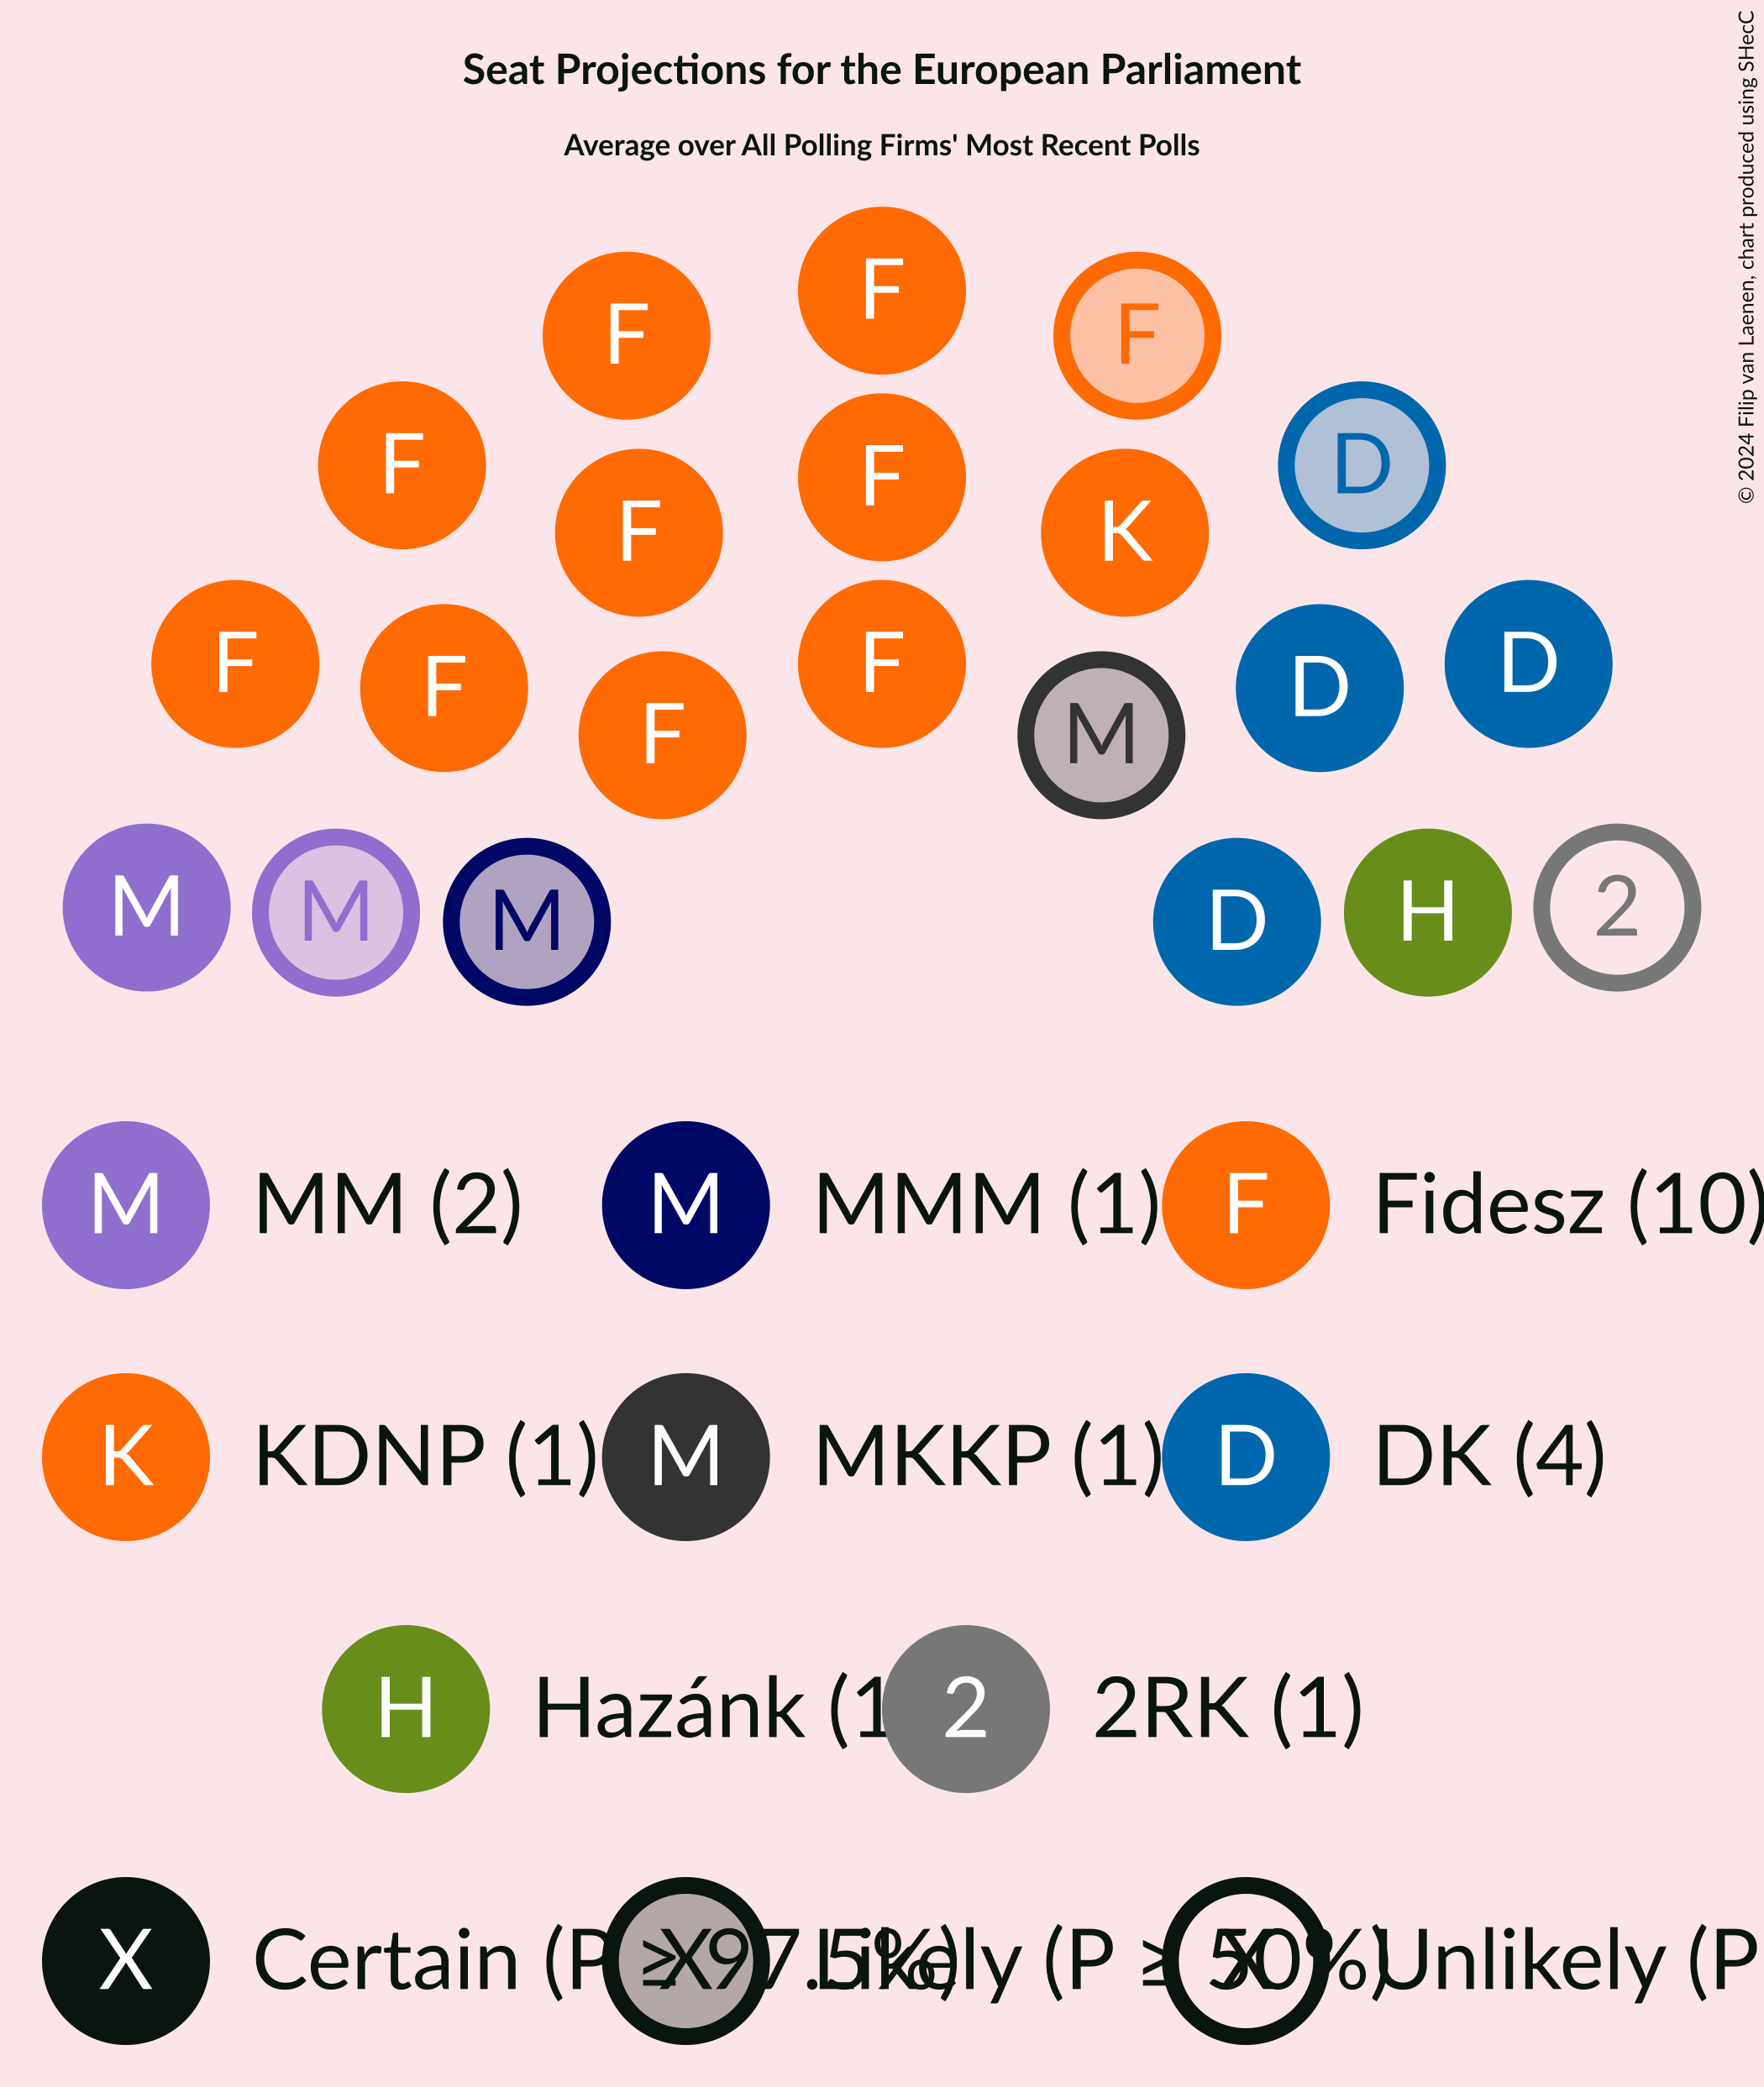 Seat Projections for the European Parliament
Average over All Polling Firms' Most Recent Polls
© 2024 Filip van Laenen, chart produced using SHecC
F
F F
F D
F
F K
F D
F F
F D
F M
M M M
D H 2
M MM (2) M MMM (1) F Fidesz (10)
K KDNP (1) M MKKP (1) D DK (4)
H Hazánk (1 2 2RK (1)
X Certain (P ≥ 97.5%) X Likely (P ≥ 50%) X Unlikely (P